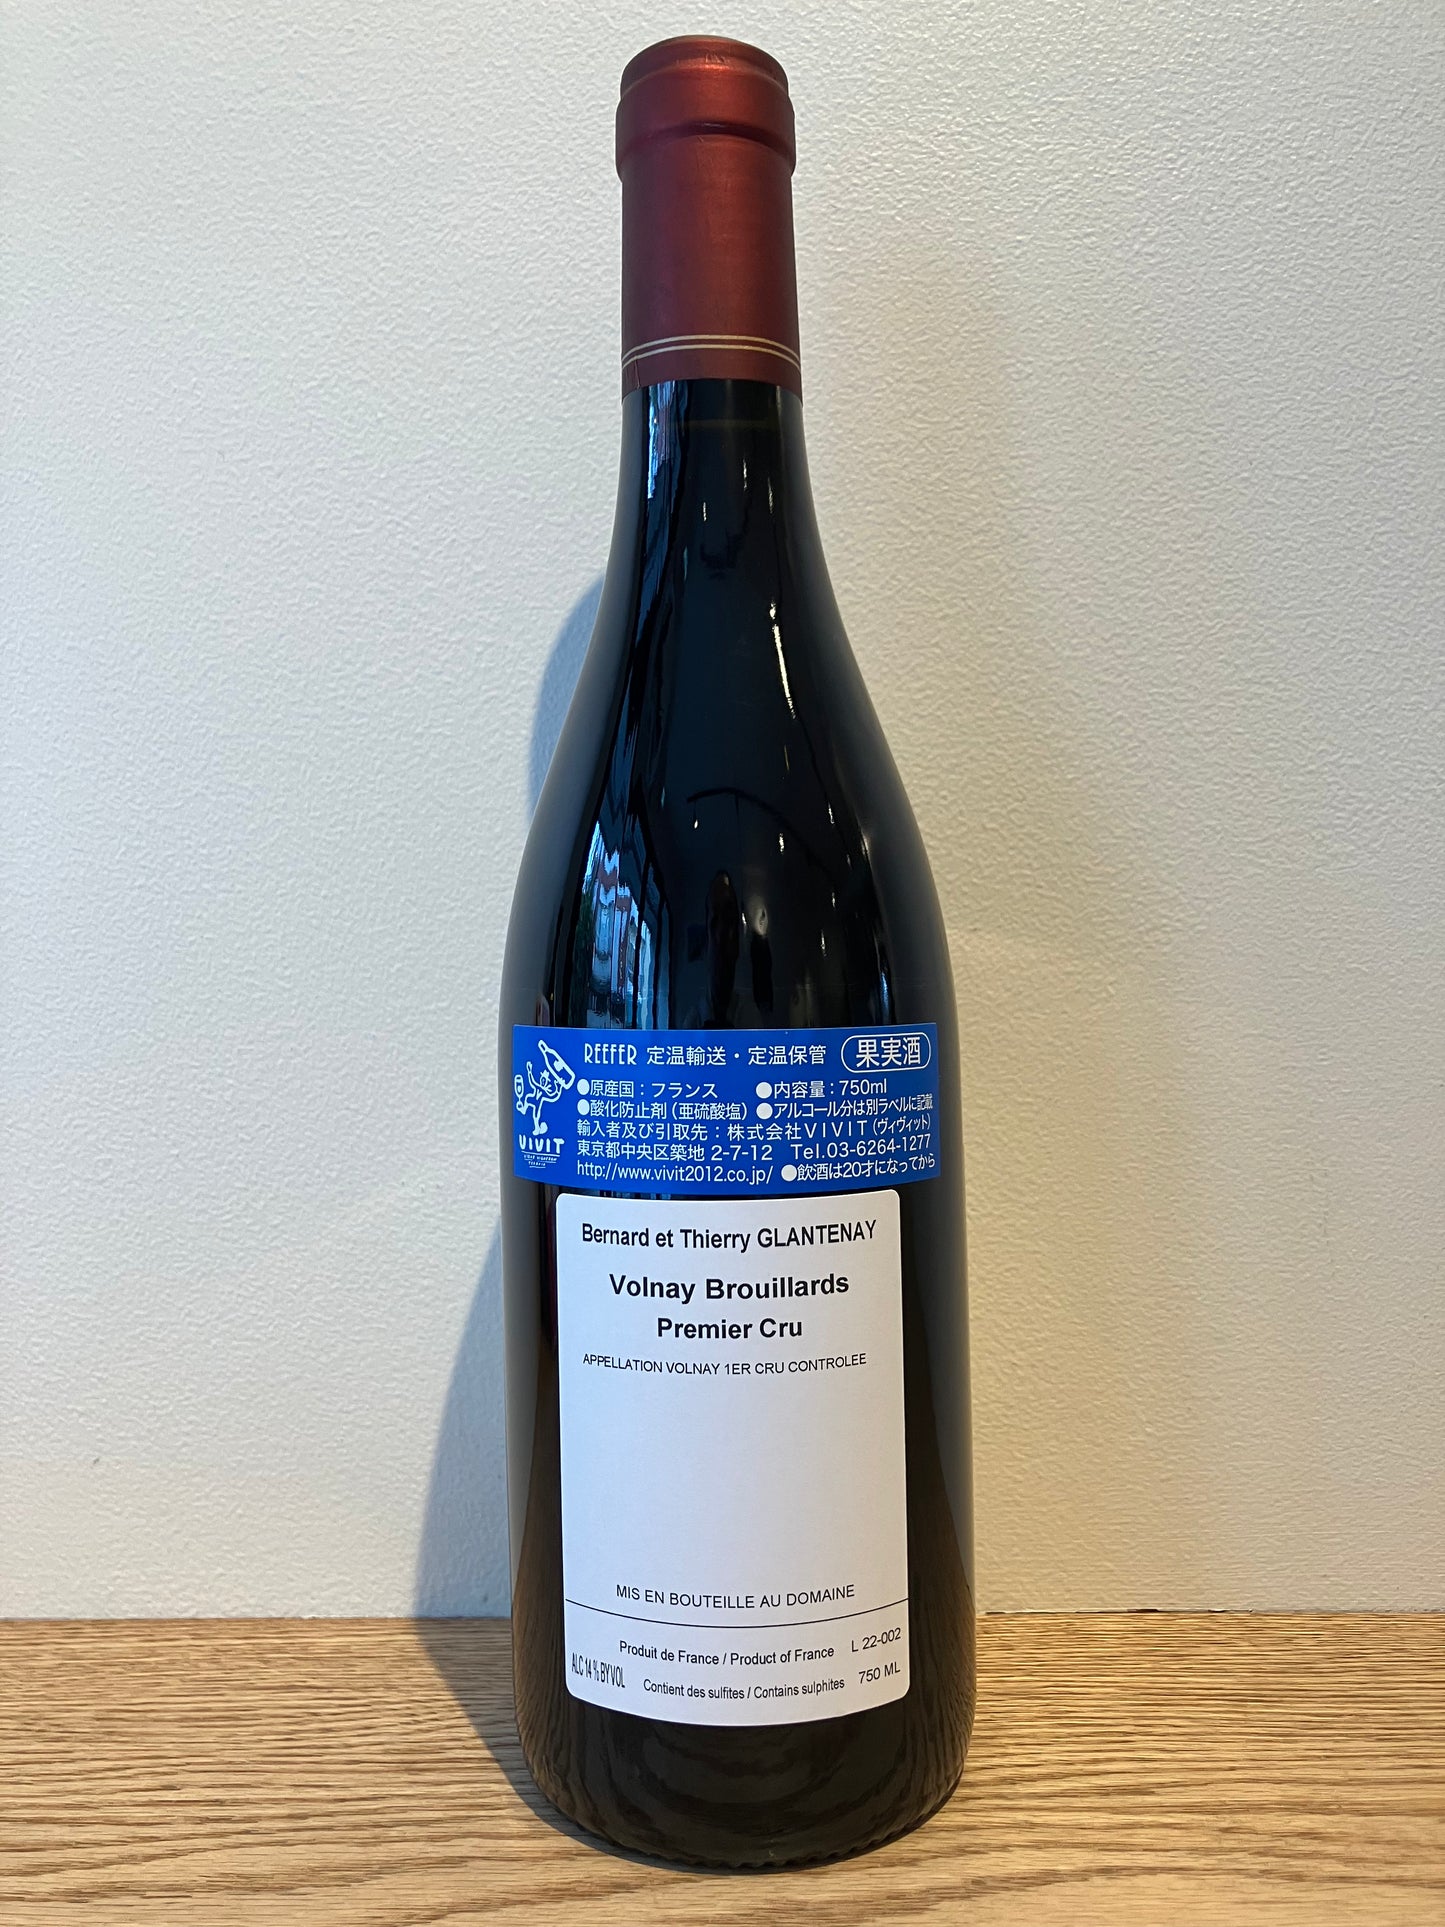 REEFER 定温輸送・定温保管 果実酒
●原産国：フランス ●内容量：750ml
●酸化防止剤（亜硫酸塩） ●アルコール分は別ラベルに記載
輸入者及び引取先：株式会社VIVIT（ヴィヴィット）
東京都中央区築地 2-7-12 Tel.03-6264-1277
http://www.vivit2012.co.jp/ ●飲酒は20才になってから
VIVIT
Bernard et Thierry GLANTENAY
Volnay Brouillards
Premier Cru
APPELLATION VOLNAY 1ER CRU CONTROLEE
MIS EN BOUTEILLE AU DOMAINE
Produit de France / Product of France L 22-002
ALC 14 % BY VOL Contient des sulfites / Contains sulphites 750 ML